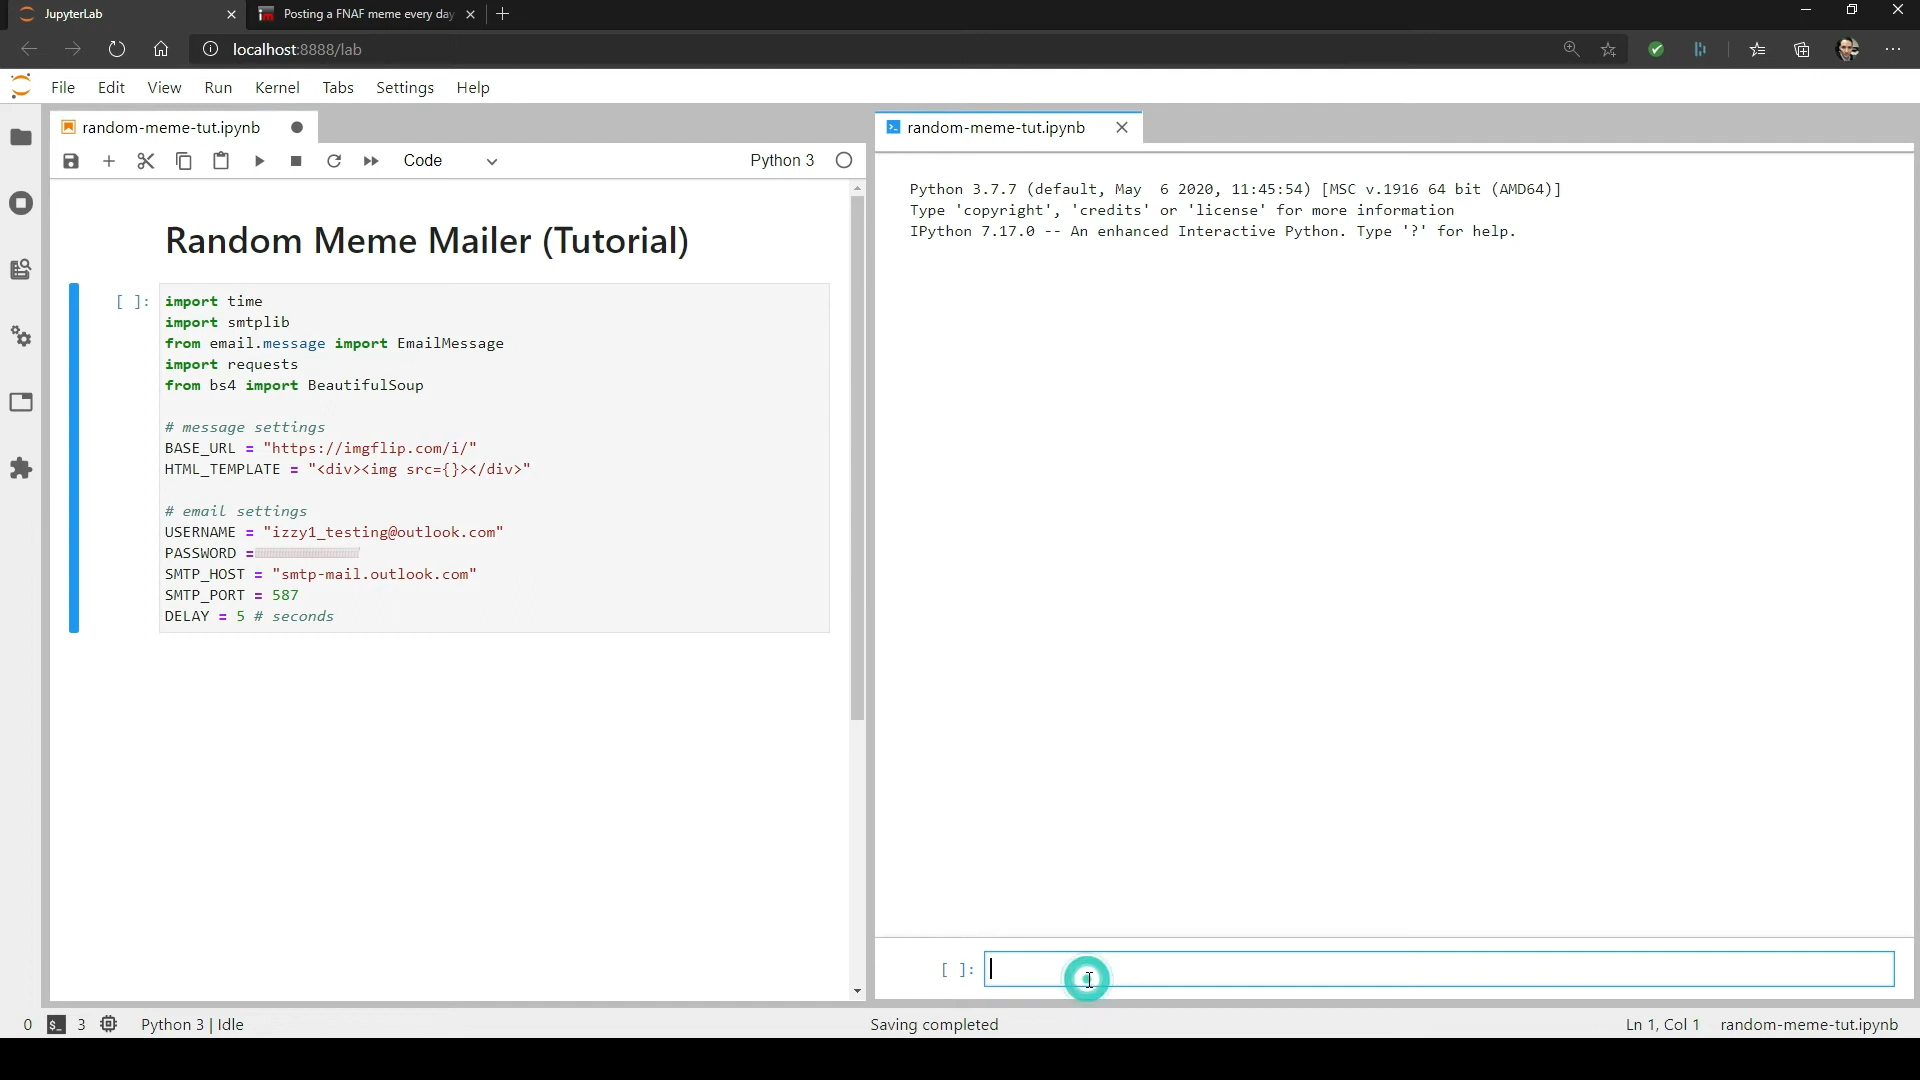 JupyterLab
Posting a FNAF meme every day
localhost:8888/lab
File Edit View Run Kernel Tabs Settings Help
random-meme-tut.ipynb
Code
Python 3
Random Meme Mailer (Tutorial)
[ ]:
import time
import smtplib
from email.message import EmailMessage
import requests
from bs4 import BeautifulSoup
# message settings
BASE_URL = "https://imgflip.com/i/"
HTML_TEMPLATE = "<div><img src={}></div>"
# email settings
USERNAME = "izzy1_testing@outlook.com"
PASSWORD =
SMTP_HOST = "smtp-mail.outlook.com"
SMTP_PORT = 587
DELAY = 5 # seconds
random-meme-tut.ipynb
Python 3.7.7 (default, May  6 2020, 11:45:54) [MSC v.1916 64 bit (AMD64)]
Type 'copyright', 'credits' or 'license' for more information
IPython 7.17.0 -- An enhanced Interactive Python. Type '?' for help.
[ ]:
0 $_ 3 Python 3 | Idle
Saving completed
Ln 1, Col 1 random-meme-tut.ipynb